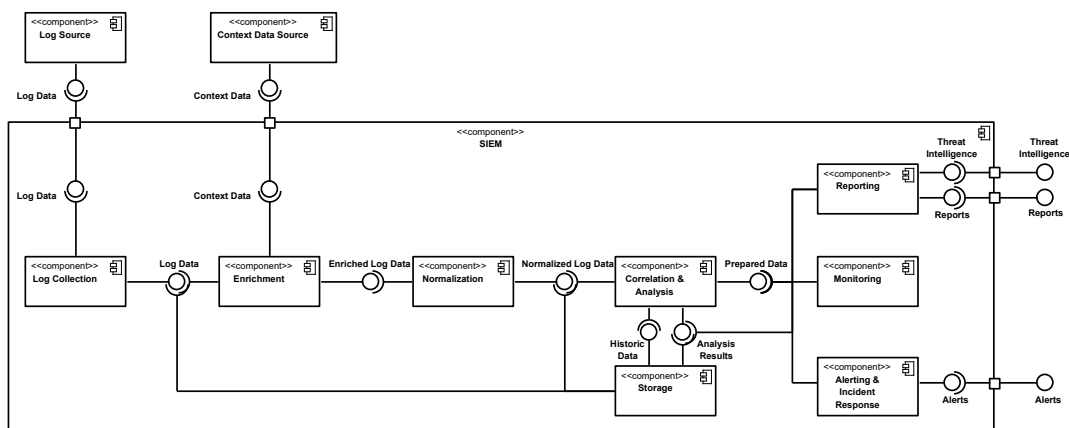 <<component>>
Log Source
<<component>>
Context Data Source
Log Data
Context Data
<<component>>
SIEM
Threat
Intelligence
Threat
Intelligence
<<component>>
Reporting
Log Data
Context Data
Reports
Reports
<<component>>
Log Collection
Log Data
<<component>>
Enrichment
Enriched Log Data
<<component>>
Normalization
Normalized Log Data
<<component>>
Correlation &
Analysis
Prepared Data
<<component>>
Monitoring
Historic
Data
Analysis
Results
<<component>>
Storage
<<component>>
Alerting &
Incident
Response
Alerts
Alerts